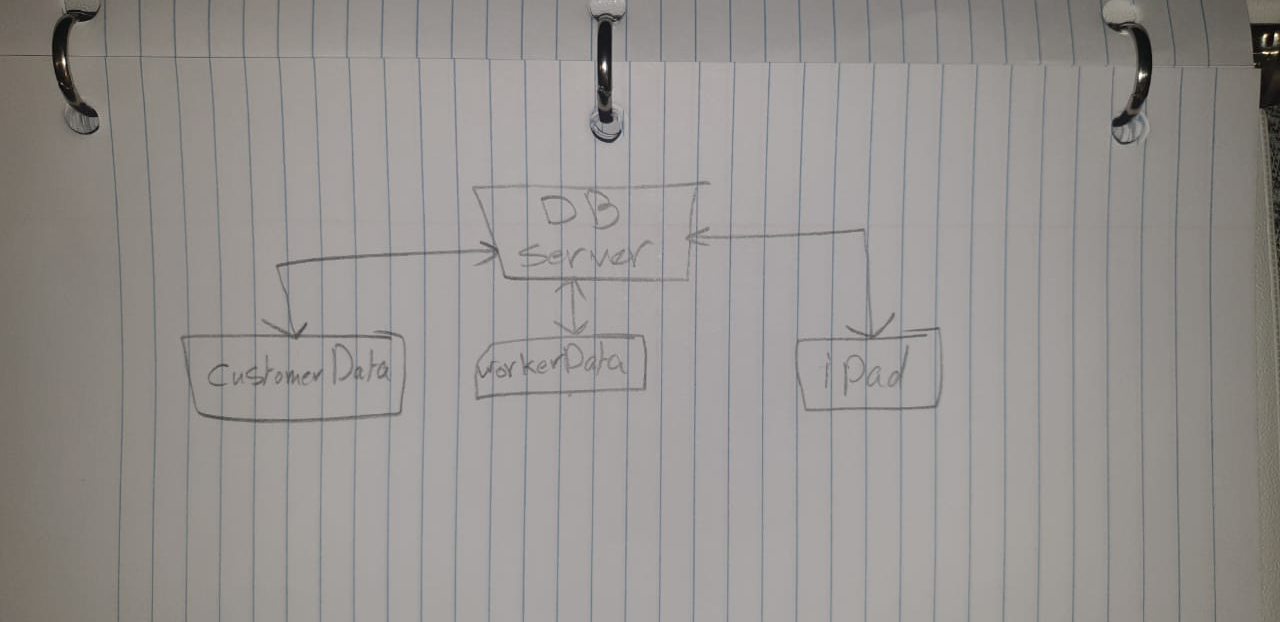 DB
server
CustomerData
workerData
iPad